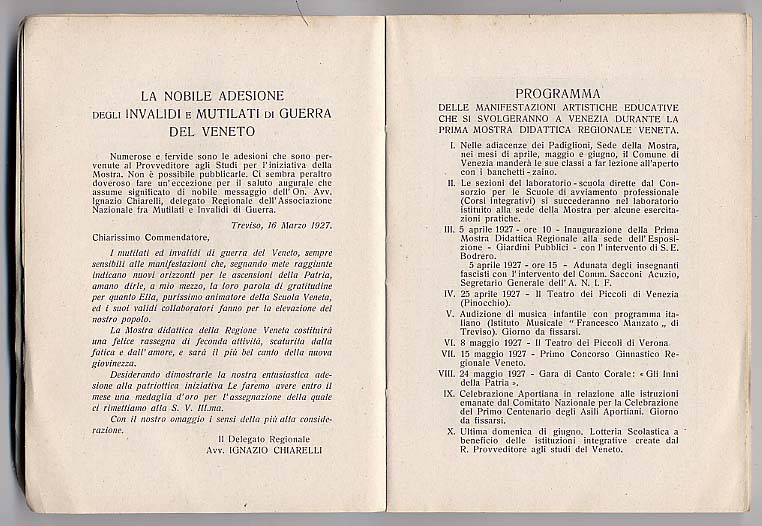 LA NOBILE ADESIONE
DEGLI INVALIDI E MUTILATI DI GUERRA
DEL VENETO
Numerose e fervide sono le adesioni che sono per-
venute al Provveditore agli Studi per l'iniziativa della
Mostra. Non è possibile pubblicarle. Ci sembra peraltro
doveroso fare un'eccezione per il saluto augurale che
assume significato di nobile messaggio dell'On. Avv.
Ignazio Chiarelli, delegato Regionale dell'Associazione
Nazionale fra Mutilati e Invalidi di Guerra.
Treviso, 16 Marzo 1927.
Chiarissimo Commendatore,
I mutilati ed invalidi di guerra del Veneto, sempre
sensibili alle manifestazioni che, segnando mete raggiunte
indicano nuovi orizzonti per le ascensioni della Patria,
amano dirle, a mio mezzo, la loro parola di gratitudine
per quanto Ella, purissimo animatore della Scuola Veneta,
ed i suoi validi collaboratori fanno per la elevazione del
nostro popolo.
La Mostra didattica della Regione Veneta costituirà
una felice rassegna di feconda attività, scaturita dalla
fatica e dall'amore, e sarà il più bel canto della nuova
giovinezza.
Desiderando dimostrarle la nostra entusiastica ade-
sione alla patriottica iniziativa Le faremo avere entro il
mese una medaglia d'oro per l'assegnazione della quale
ci rimettiamo alla S. V. Ill.ma.
Con il nostro omaggio i sensi della più alta conside-
razione.
Il Delegato Regionale
Avv. IGNAZIO CHIARELLI
PROGRAMMA
DELLE MANIFESTAZIONI ARTISTICHE EDUCATIVE
CHE SI SVOLGERANNO A VENEZIA DURANTE LA
PRIMA MOSTRA DIDATTICA REGIONALE VENETA.
I. Nelle adiacenze dei Padiglioni, Sede della Mostra,
nei mesi di aprile, maggio e giugno, il Comune di
Venezia manderà le sue classi a far lezione all'aperto
con i banchetti - zaino.
II. Le sezioni del laboratorio - scuola dirette dal Con-
sorzio per le Scuole di avviamento professionale
(Corsi integrativi) si succederanno nel laboratorio
istituito alla sede della Mostra per alcune esercita-
zioni pratiche.
III. 5 aprile 1927 - ore 10 - Inaugurazione della Prima
Mostra Didattica Regionale alla sede dell'Esposi-
zione - Giardini Pubblici - con l'intervento di S. E.
Bodrero.
5 aprile 1927 - ore 15 - Adunata degli insegnanti
fascisti con l'intervento del Comm. Sacconi Acuzio,
Segretario Generale dell'A. N. I. F.
IV. 25 aprile 1927 - Il Teatro dei Piccoli di Venezia
(Pinocchio).
V. Audizione di musica infantile con programma ita-
liano (Istituto Musicale " Francesco Manzato „ di
Treviso). Giorno da fissarsi.
VI. 8 maggio 1927 - Il Teatro dei Piccoli di Verona.
VII. 15 maggio 1927 - Primo Concorso Ginnastico Re-
gionale Veneto.
VIII. 24 maggio 1927 - Gara di Canto Corale: « Gli Inni
della Patria ».
IX. Celebrazione Aportiana in relazione alle istruzioni
emanate dal Comitato Nazionale per la Celebrazione
del Primo Centenario degli Asili Aportiani. Giorno
da fissarsi.
X. Ultima domenica di giugno. Lotteria Scolastica a
beneficio delle istituzioni integrative create dal
R. Provveditore agli studi del Veneto.